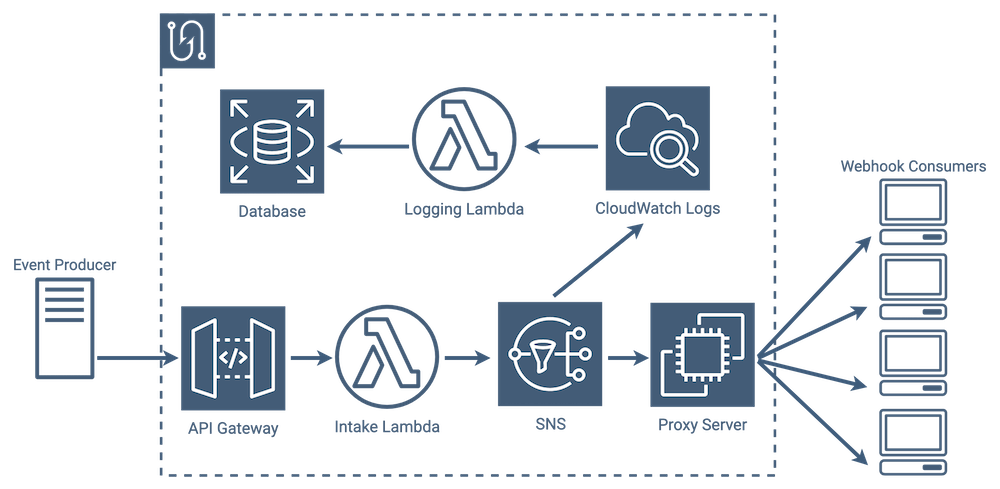 Webhook Consumers
Database
Logging Lambda
CloudWatch Logs
Event Producer
</>
API Gateway
Intake Lambda
SNS
Proxy Server